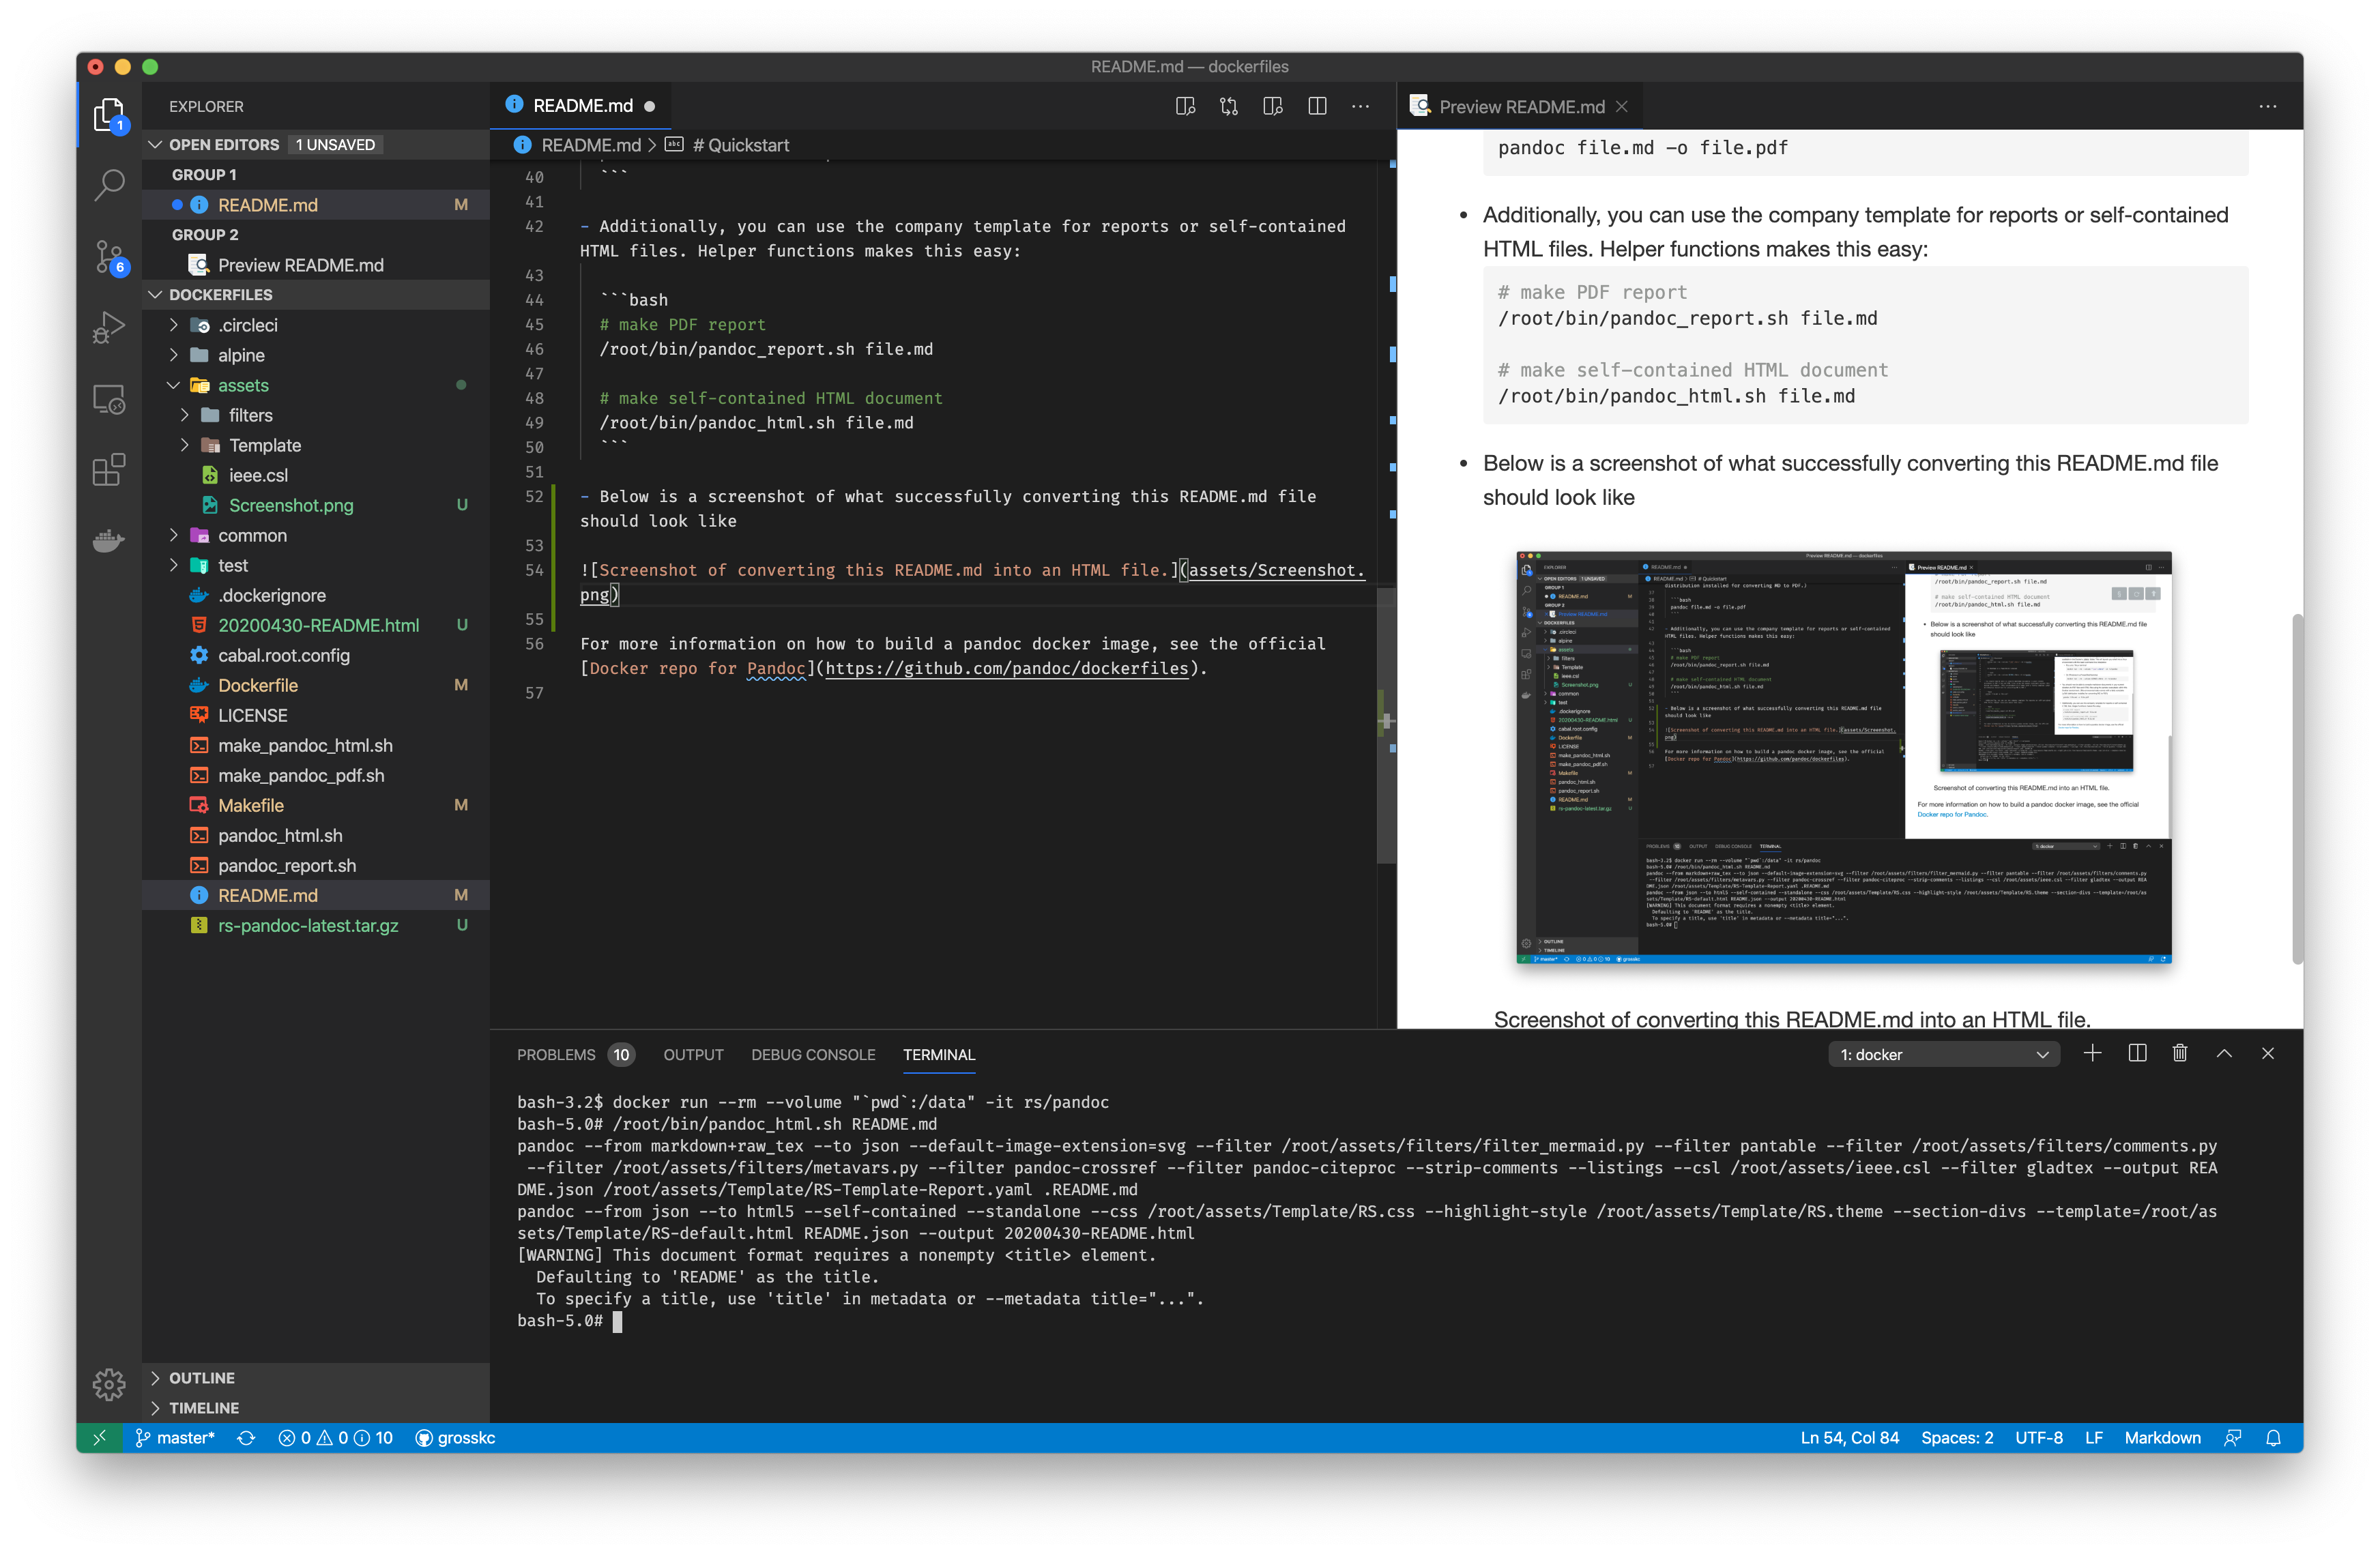 README.md — dockerfiles
EXPLORER
OPEN EDITORS 1 UNSAVED
GROUP 1
README.md M
GROUP 2
Preview README.md
DOCKERFILES
.circleci
alpine
assets
filters
Template
ieee.csl
Screenshot.png U
common
test
.dockerignore
20200430-README.html U
cabal.root.config
Dockerfile M
LICENSE
make_pandoc_html.sh
make_pandoc_pdf.sh
Makefile M
pandoc_html.sh
pandoc_report.sh
README.md M
rs-pandoc-latest.tar.gz U
OUTLINE
TIMELINE
1
6
README.md
README.md > # Quickstart
40 ```
41
42 - Additionally, you can use the company template for reports or self-contained
HTML files. Helper functions makes this easy:
43
44 ```bash
45 # make PDF report
46 /root/bin/pandoc_report.sh file.md
47
48 # make self-contained HTML document
49 /root/bin/pandoc_html.sh file.md
50 ```
51
52 - Below is a screenshot of what successfully converting this README.md file
should look like
53
54 ![Screenshot of converting this README.md into an HTML file.](assets/Screenshot.
png)
55
56 For more information on how to build a pandoc docker image, see the official
[Docker repo for Pandoc](https://github.com/pandoc/dockerfiles).
57
Preview README.md
pandoc file.md -o file.pdf
• Additionally, you can use the company template for reports or self-contained
HTML files. Helper functions makes this easy:
# make PDF report
/root/bin/pandoc_report.sh file.md
# make self-contained HTML document
/root/bin/pandoc_html.sh file.md
• Below is a screenshot of what successfully converting this README.md file
should look like
Screenshot of converting this README.md into an HTML file.
PROBLEMS 10 OUTPUT DEBUG CONSOLE TERMINAL
1: docker
bash-3.2$ docker run --rm --volume "`pwd`:/data" -it rs/pandoc
bash-5.0# /root/bin/pandoc_html.sh README.md
pandoc --from markdown+raw_tex --to json --default-image-extension=svg --filter /root/assets/filters/filter_mermaid.py --filter pantable --filter /root/assets/filters/comments.py
--filter /root/assets/filters/metavars.py --filter pandoc-crossref --filter pandoc-citeproc --strip-comments --listings --csl /root/assets/ieee.csl --filter gladtex --output REA
DME.json /root/assets/Template/RS-Template-Report.yaml .README.md
pandoc --from json --to html5 --self-contained --standalone --css /root/assets/Template/RS.css --highlight-style /root/assets/Template/RS.theme --section-divs --template=/root/as
sets/Template/RS-default.html README.json --output 20200430-README.html
[WARNING] This document format requires a nonempty <title> element.
Defaulting to 'README' as the title.
To specify a title, use 'title' in metadata or --metadata title="...".
bash-5.0#
master* 0 0 10 grosskc
Ln 54, Col 84 Spaces: 2 UTF-8 LF Markdown